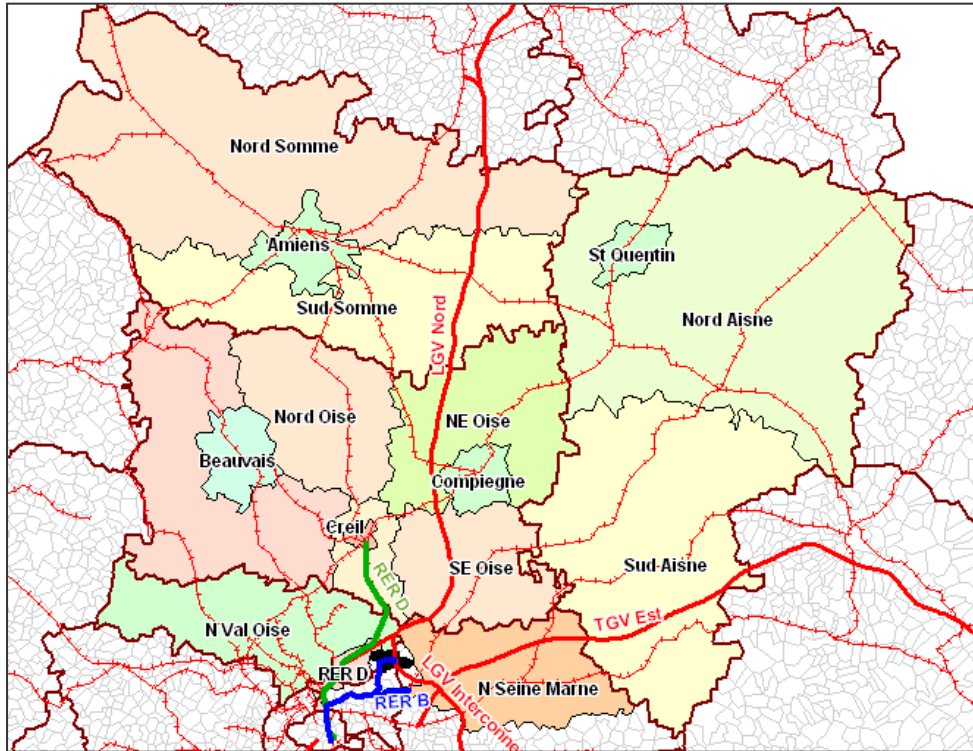 Nord Somme
Amiens
St Quentin
Sud Somme
Nord Aisne
LGV Nord
Nord Oise
NE Oise
Beauvais
Compiegne
Creil
SE Oise
Sud Aisne
RER D
TGV Est
N Val Oise
RER D
LGV Interconne
N Seine Marne
RER B